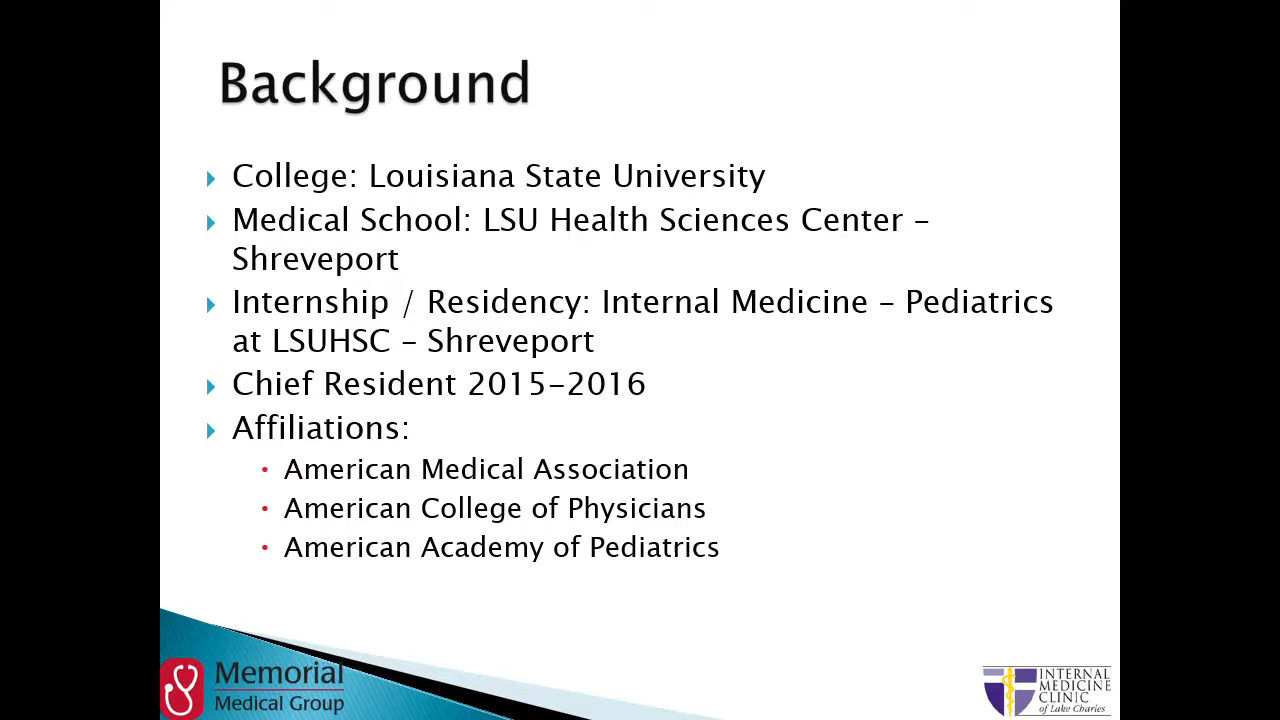 Background
College: Louisiana State University
Medical School: LSU Health Sciences Center –
Shreveport
Internship / Residency: Internal Medicine – Pediatrics
at LSUHSC – Shreveport
Chief Resident 2015-2016
Affiliations:
American Medical Association
American College of Physicians
American Academy of Pediatrics
Memorial
Medical Group
INTERNAL
MEDICINE
CLINIC
of Lake Charles